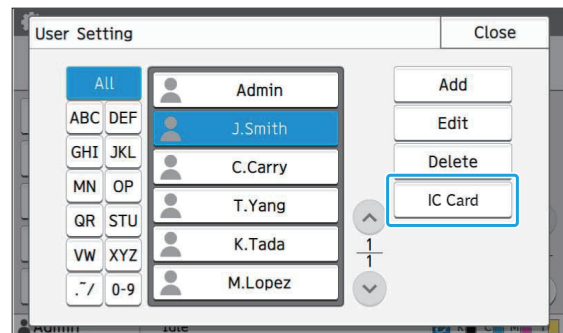 User Setting
Close
All
ABC DEF
GHI JKL
MN OP
QR STU
VW XYZ
.~/ 0-9
Admin
J.Smith
C.Carry
T.Yang
K.Tada
M.Lopez
1
1
Add
Edit
Delete
IC Card
Admin
Idle